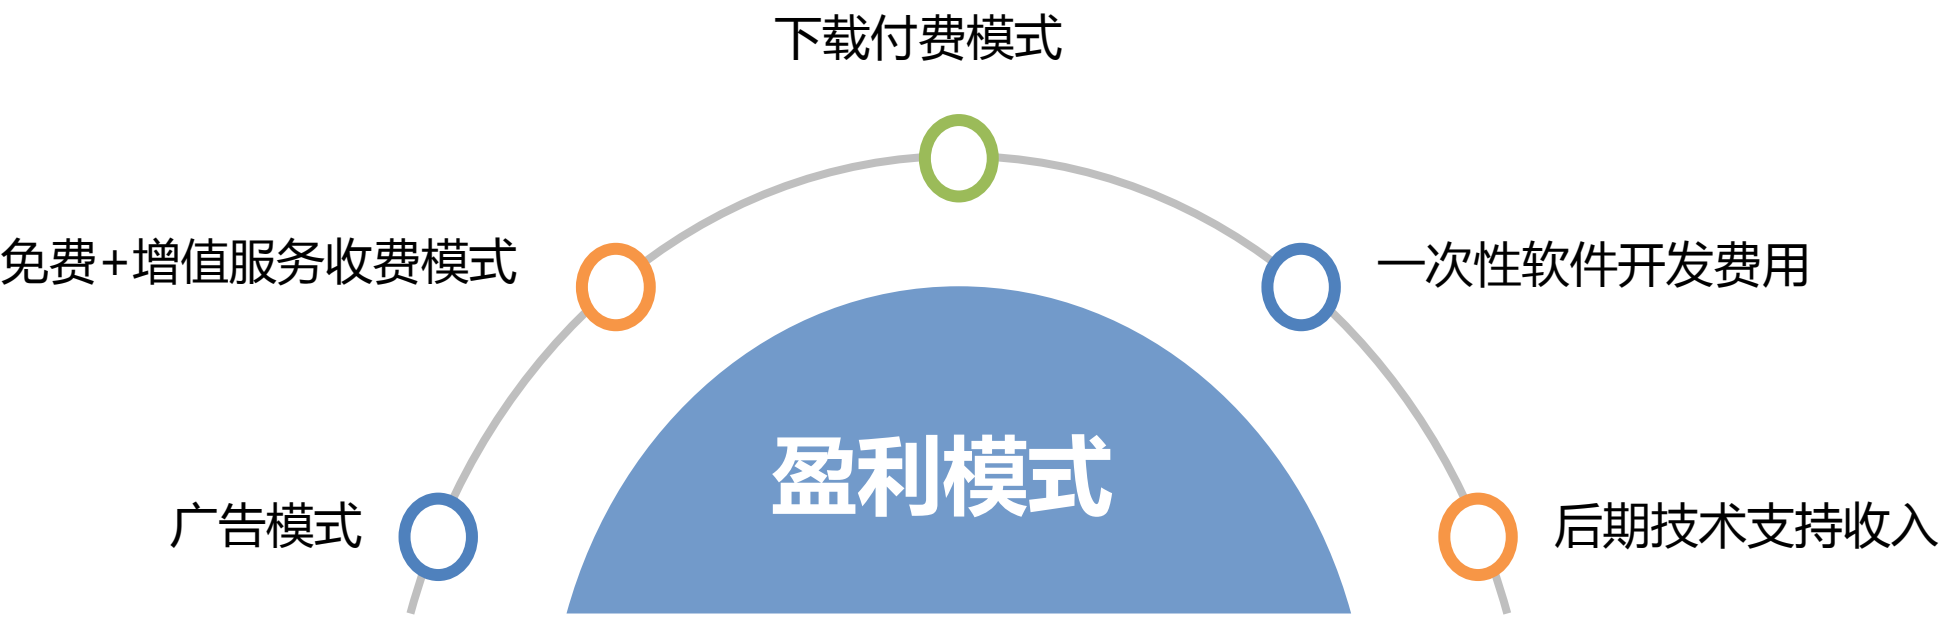 下载付费模式
免费+增值服务收费模式
一次性软件开发费用
盈利模式
广告模式
后期技术支持收入